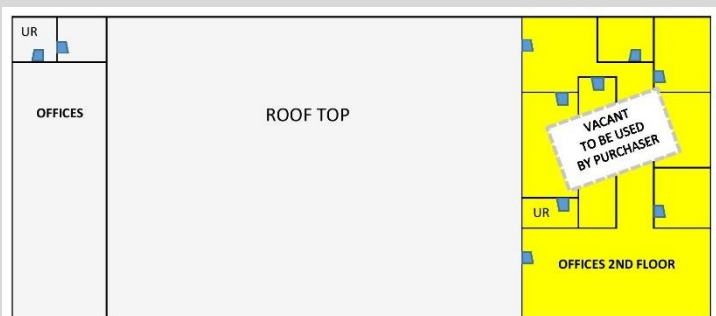 UR
OFFICES
ROOF TOP
VACANT
TO BE USED
BY PURCHASER
UR
OFFICES 2ND FLOOR